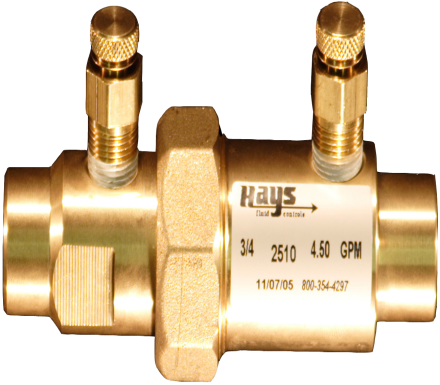 Hays
fluid controls
3/4 2510 4.50 GPM
11/07/05 800-354-4297